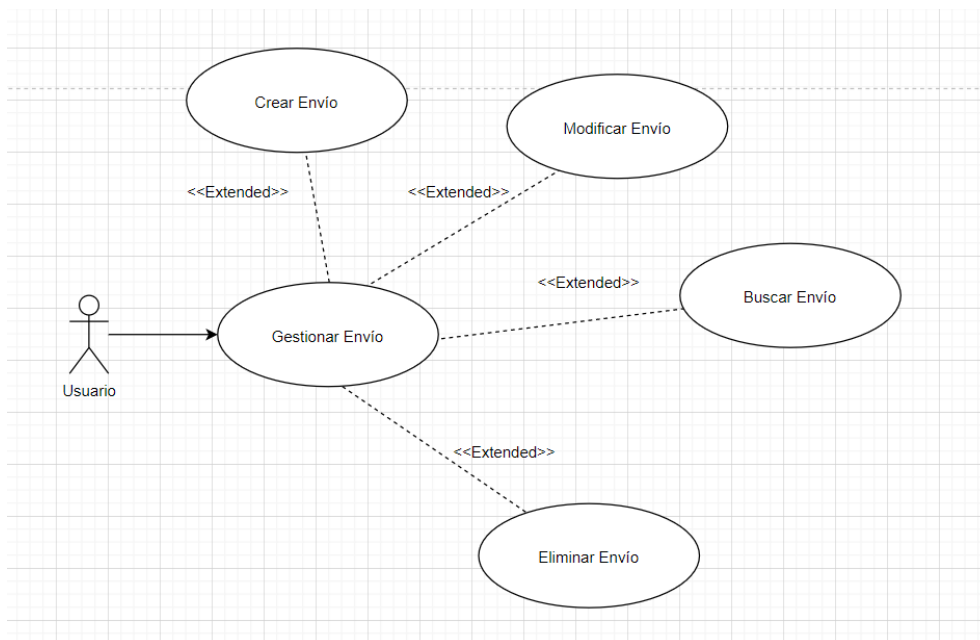 Crear Envío
Modificar Envío
<<Extended>>
<<Extended>>
<<Extended>>
Buscar Envío
Gestionar Envío
Usuario
<<Extended>>
Eliminar Envío